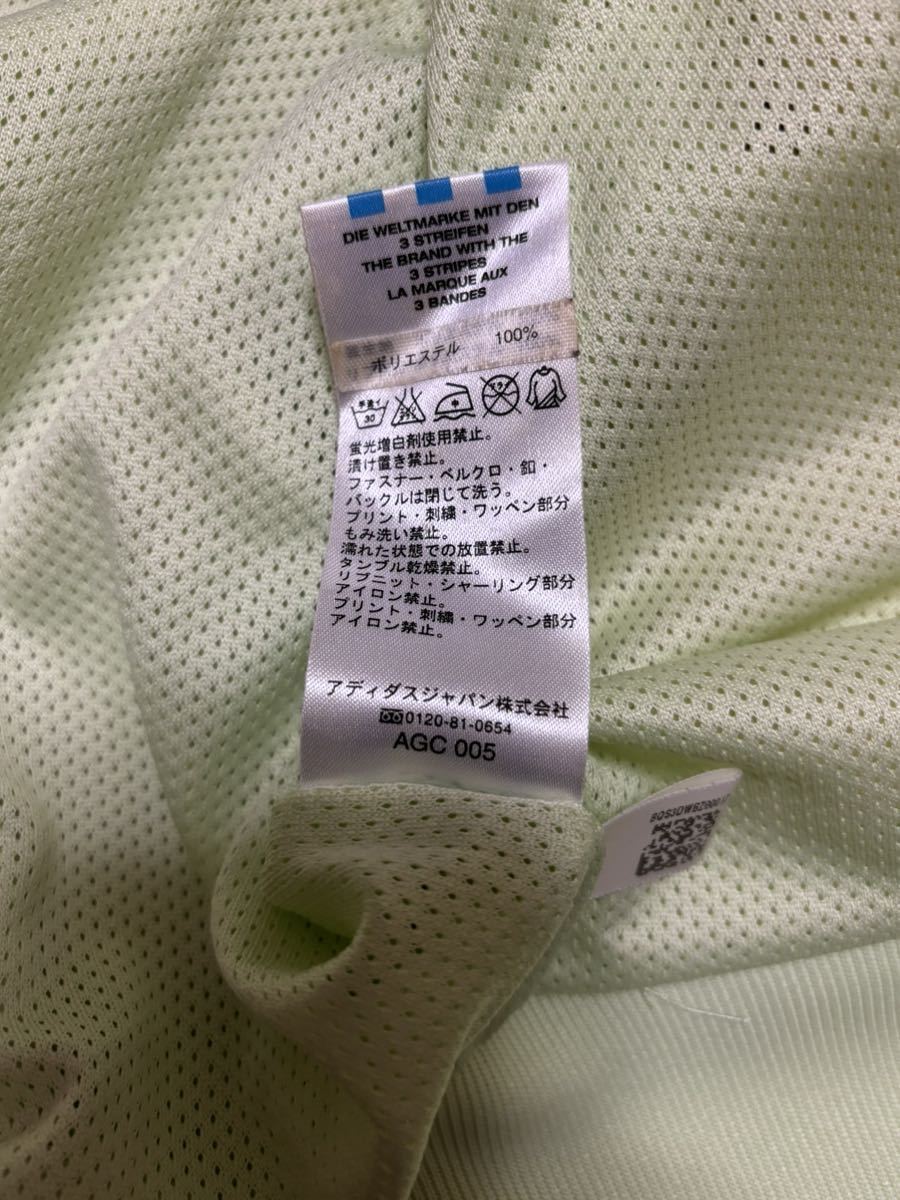 DIE WELTMARKE MIT DEN
3 STREIFEN
THE BRAND WITH THE
3 STRIPES
LA MARQUE AUX
3 BANDES
ポリエステル 100%
手洗イ
30
蛍光増白剤使用禁止。
漬け置き禁止。
ファスナー・ベルクロ・釦・
バックルは閉じて洗う。
プリント・刺繍・ワッペン部分
もみ洗い禁止。
濡れた状態での放置禁止。
タンブル乾燥禁止。
リブニット・シャーリング部分
アイロン禁止。
プリント・刺繍・ワッペン部分
アイロン禁止。
アディダスジャパン株式会社
0120-81-0654
AGC 005